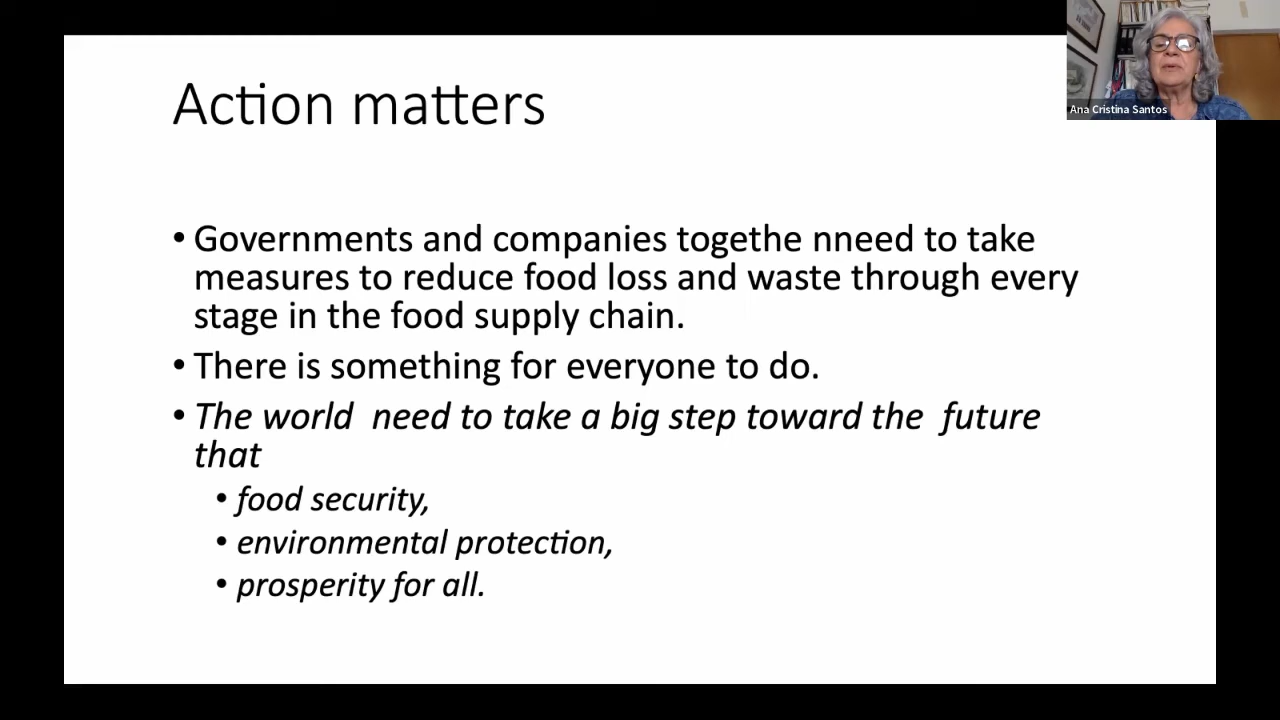 Action matters
• Governments and companies togethe nneed to take
measures to reduce food loss and waste through every
stage in the food supply chain.
• There is something for everyone to do.
• The world  need to take a big step toward the  future
that
• food security,
• environmental protection,
• prosperity for all.
Ana Cristina Santos